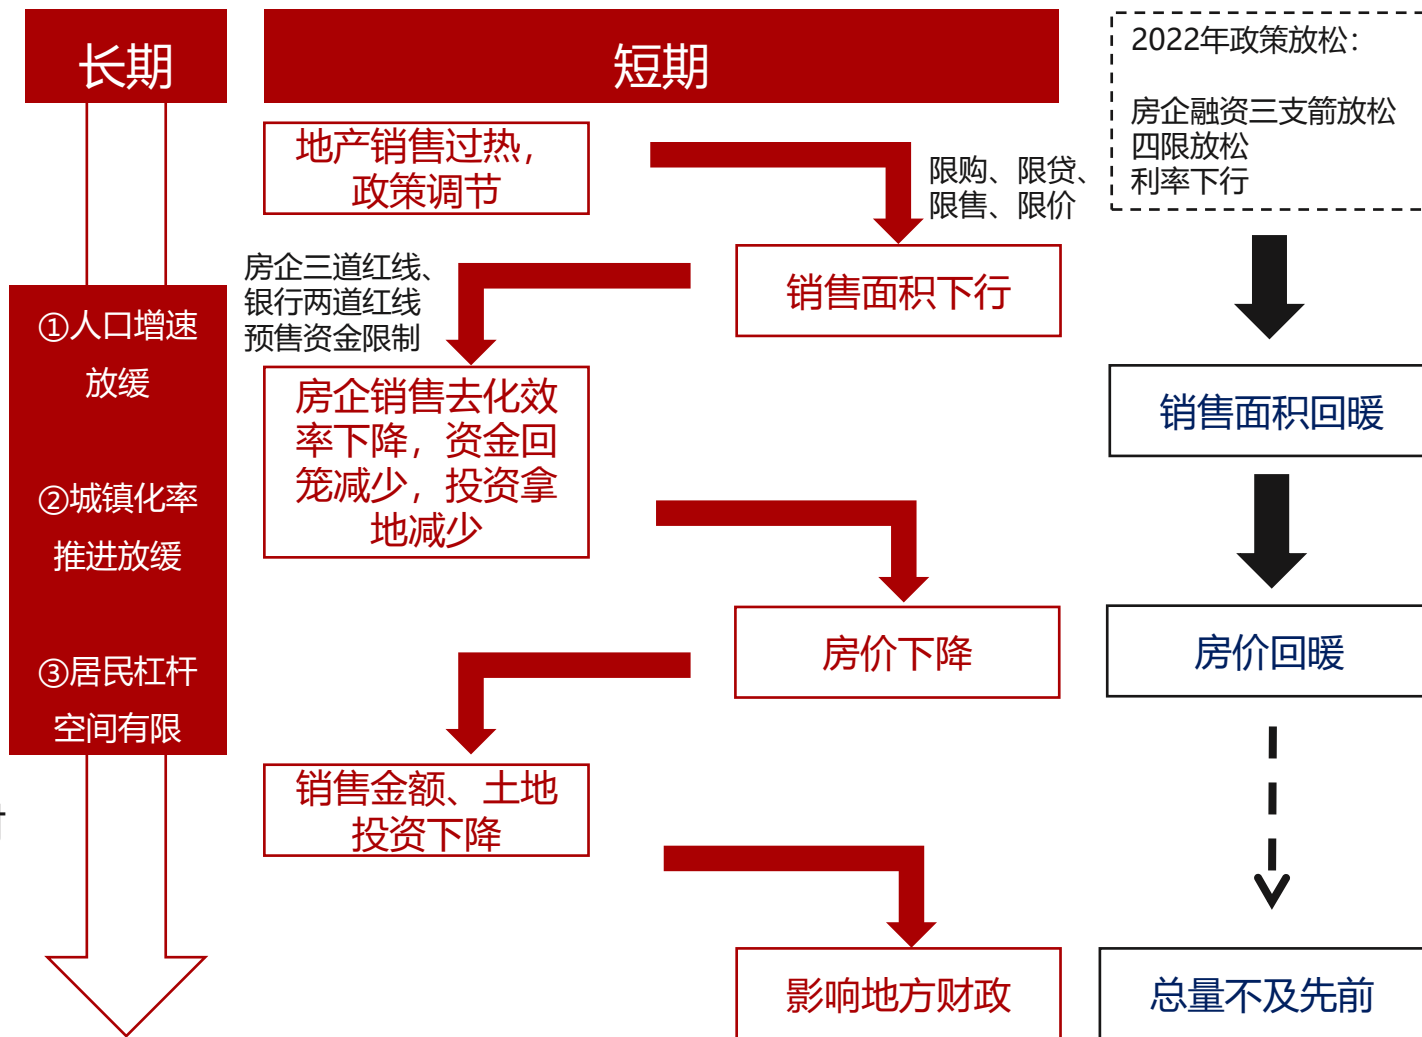 长期
短期
2022年政策放松：
房企融资三支箭放松
四限放松
利率下行
地产销售过热，
政策调节
限购、限贷、
限售、限价
销售面积下行
房企三道红线、
银行两道红线
预售资金限制
①人口增速
放缓
②城镇化率
推进放缓
③居民杠杆
空间有限
房企销售去化效
率下降，资金回
笼减少，投资拿
地减少
销售面积回暖
房价下降
房价回暖
销售金额、土地
投资下降
影响地方财政
总量不及先前